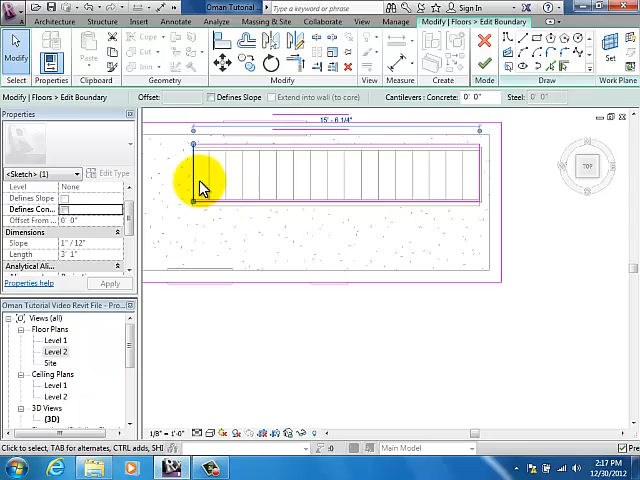 Oman Tutorial
Type a keyword or phrase
Sign In
Architecture Structure Insert Annotate Massing & Site Collaborate View Manage Modify | Floors > Edit Boundary
Modify
Properties
Paste
Cope
Cut
Join
Set
Select Properties Clipboard Geometry Modify View Measure Create Mode Draw Work Plane
Modify | Floors > Edit Boundary Offset: Defines Slope Extend into wall (to core) Cantilevers: Concrete: 0' 0" Steel: 0' 0"
Properties
<Sketch> (1) Edit Type
Level None
Defines Slope
Defines Con...
Offset From ... 0' 0"
Dimensions
Slope 1" / 12"
Length 3' 1"
Analytical Ali...
Properties help Apply
Oman Tutorial Video Revit File - Pro...
Views (all)
Floor Plans
Level 1
Level 2
Site
Ceiling Plans
Level 1
Level 2
3D Views
{3D}
15' - 6 1/4"
TOP
1/8" = 1'-0"
Click to select, TAB for alternates, CTRL adds, SHI :0 Main Model Pre
2:17 PM
12/30/2012